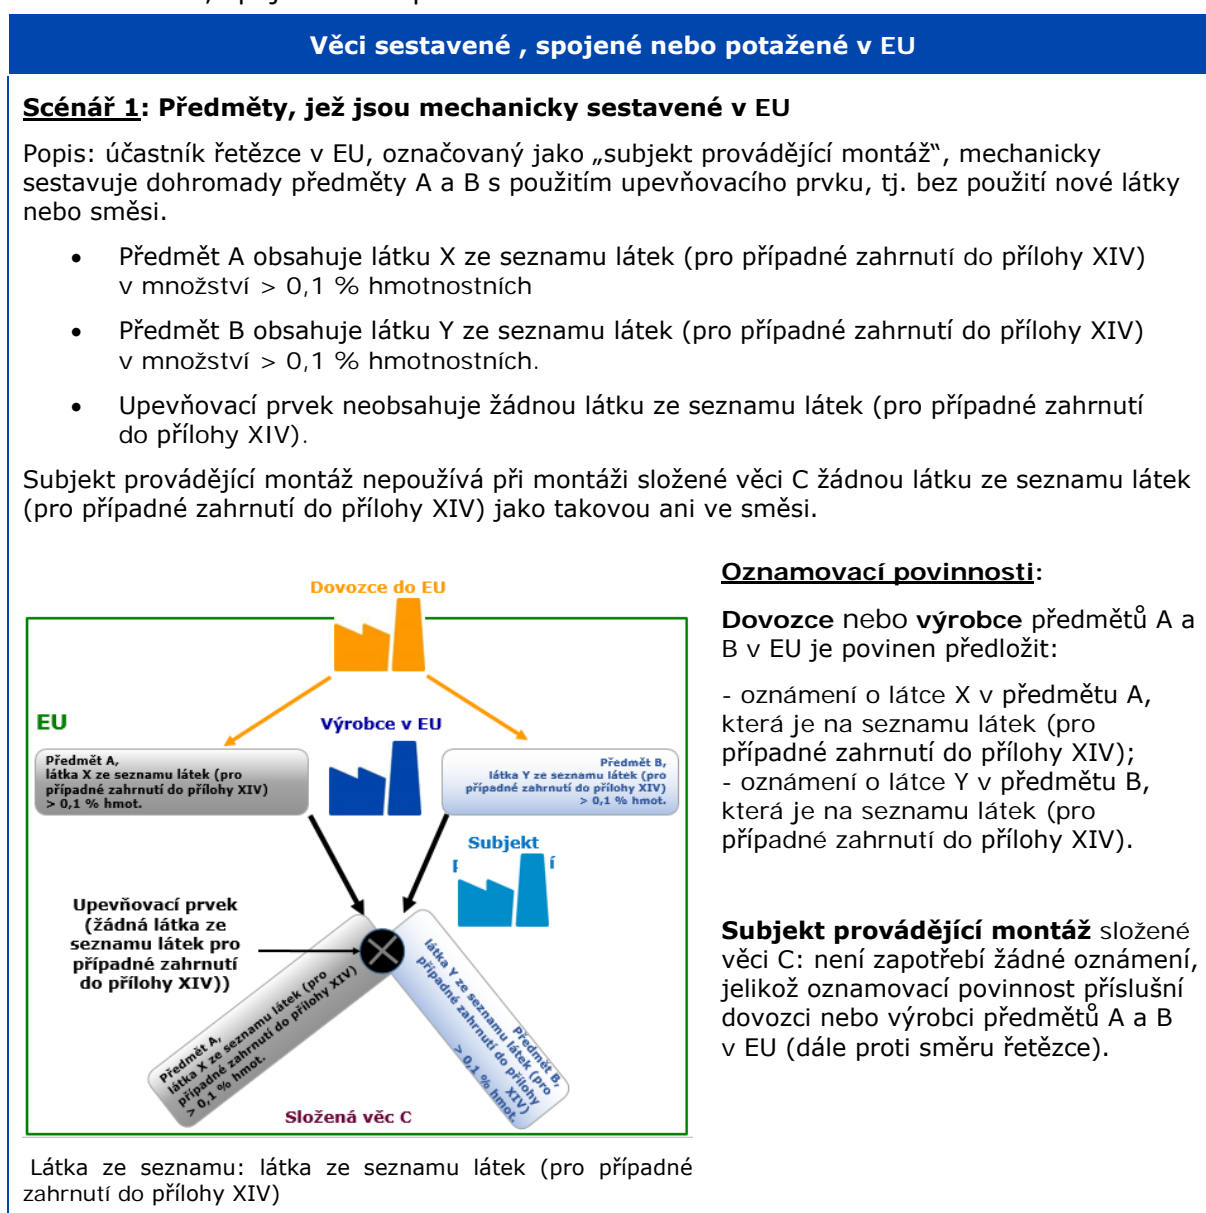 Věci sestavené , spojené nebo potažené v EU
Scénář 1: Předměty, jež jsou mechanicky sestavené v EU
Popis: účastník řetězce v EU, označovaný jako „subjekt provádějící montáž“, mechanicky
sestavuje dohromady předměty A a B s použitím upevňovacího prvku, tj. bez použití nové látky
nebo směsi.
• Předmět A obsahuje látku X ze seznamu látek (pro případné zahrnutí do přílohy XIV)
v množství > 0,1 % hmotnostních
• Předmět B obsahuje látku Y ze seznamu látek (pro případné zahrnutí do přílohy XIV)
v množství > 0,1 % hmotnostních.
• Upevňovací prvek neobsahuje žádnou látku ze seznamu látek (pro případné zahrnutí
do přílohy XIV).
Subjekt provádějící montáž nepoužívá při montáži složené věci C žádnou látku ze seznamu látek
(pro případné zahrnutí do přílohy XIV) jako takovou ani ve směsi.
Dovozce do EU
EU
Výrobce v EU
Předmět A,
látka X ze seznamu látek (pro
případné zahrnutí do přílohy XIV)
> 0,1 % hmot.
Předmět B,
látka Y ze seznamu látek (pro
případné zahrnutí do přílohy XIV)
> 0,1 % hmot.
Subjekt
Upevňovací prvek
(žádná látka ze
seznamu látek pro
případné zahrnutí
do přílohy XIV))
Předmět A,
látka X ze seznamu látek (pro
případné zahrnutí do přílohy XIV)
> 0,1 % hmot.
Předmět B,
látka Y ze seznamu látek (pro
případné zahrnutí do přílohy
XIV)
> 0,1 % hmot.
Složená věc C
Látka ze seznamu: látka ze seznamu látek (pro případné
zahrnutí do přílohy XIV)
Oznamovací povinnosti:
Dovozce nebo výrobce předmětů A a
B v EU je povinen předložit:
- oznámení o látce X v předmětu A,
která je na seznamu látek (pro
případné zahrnutí do přílohy XIV);
- oznámení o látce Y v předmětu B,
která je na seznamu látek (pro
případné zahrnutí do přílohy XIV).
Subjekt provádějící montáž složené
věci C: není zapotřebí žádné oznámení,
jelikož oznamovací povinnost příslušní
dovozci nebo výrobci předmětů A a B
v EU (dále proti směru řetězce).